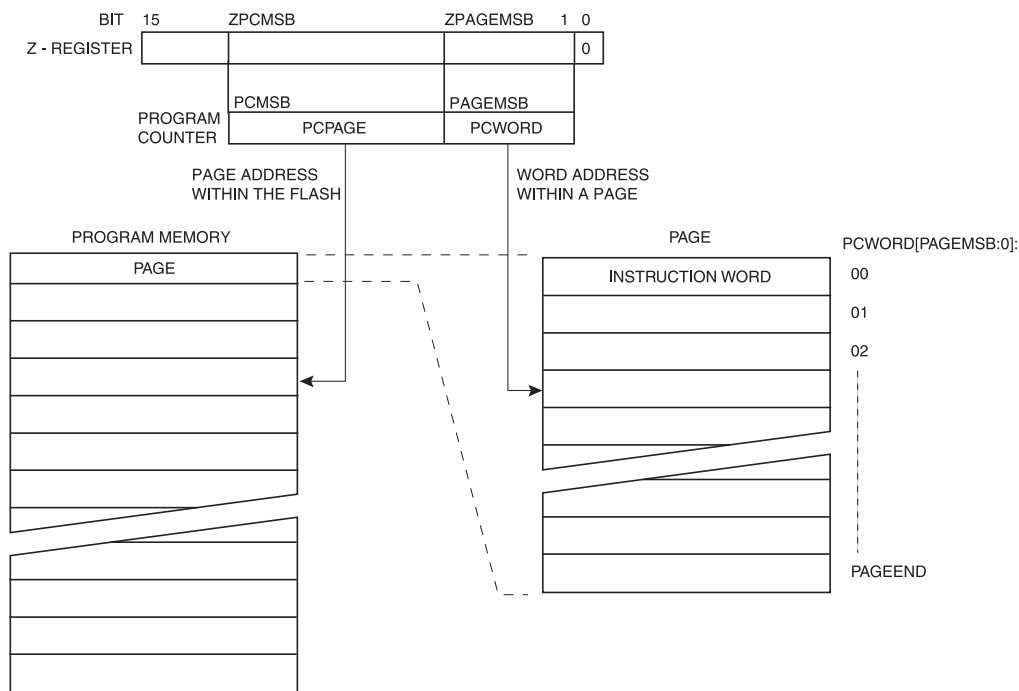 BIT 15 ZPCMSB ZPAGEMSB 1 0
Z - REGISTER 0
PCMSB PAGEMSB
PROGRAM
COUNTER
PCPAGE PCWORD
PAGE ADDRESS
WITHIN THE FLASH
WORD ADDRESS
WITHIN A PAGE
PROGRAM MEMORY
PAGE
PAGE
INSTRUCTION WORD
PCWORD[PAGEMSB:0]:
00
01
02
PAGEEND